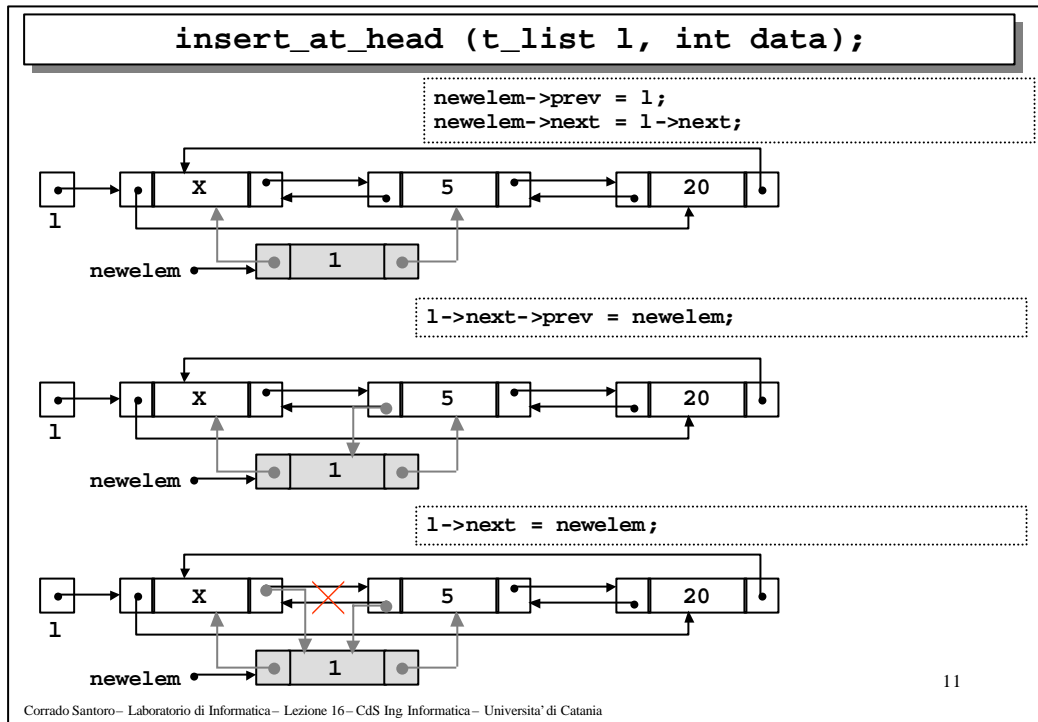 insert_at_head (t_list l, int data);
newelem->prev = l;
newelem->next = l->next;
X 5 20
l
1
newelem
l->next->prev = newelem;
X 5 20
l
1
newelem
l->next = newelem;
X 5 20
l
1
newelem
11
Corrado Santoro – Laboratorio di Informatica – Lezione 16 – CdS Ing. Informatica – Universita' di Catania